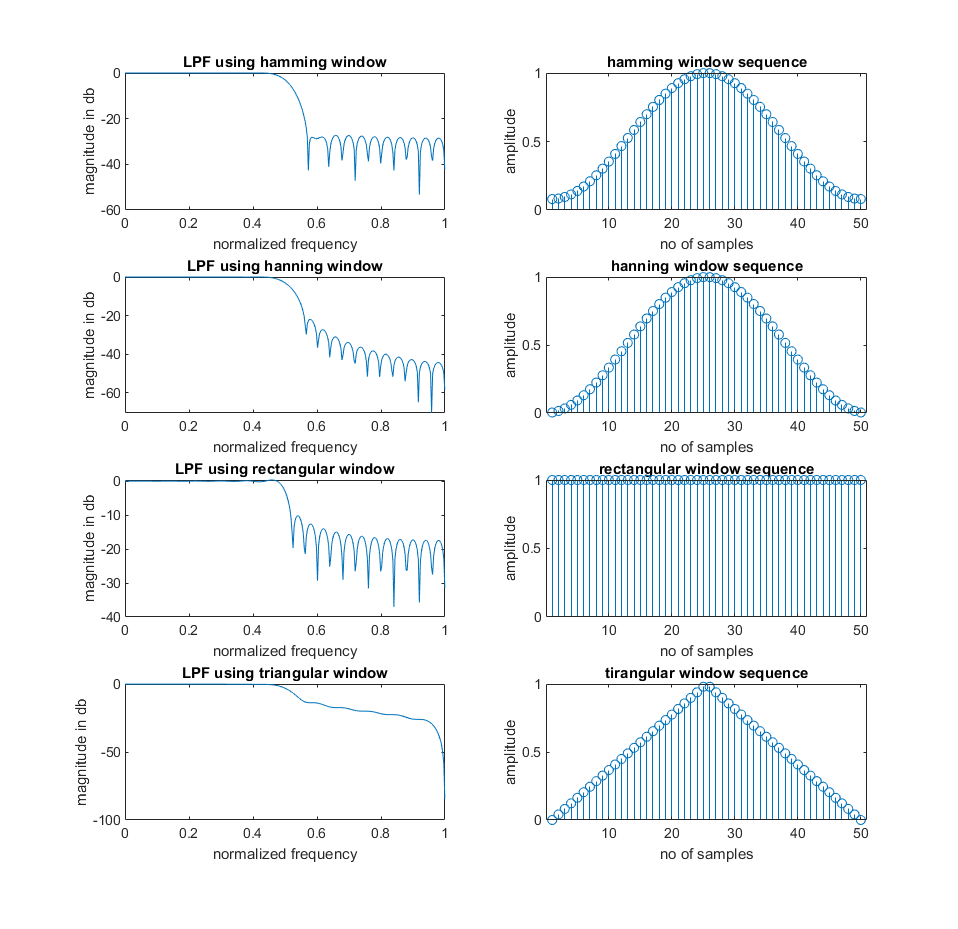 LPF using hamming window
0
-20
-40
-60
magnitude in db
0 0.2 0.4 0.6 0.8 1
normalized frequency
hamming window sequence
1
0.5
0
amplitude
10 20 30 40 50
no of samples
LPF using hanning window
0
-20
-40
-60
magnitude in db
0 0.2 0.4 0.6 0.8 1
normalized frequency
hanning window sequence
1
0.5
0
amplitude
10 20 30 40 50
no of samples
LPF using rectangular window
0
-10
-20
-30
-40
magnitude in db
0 0.2 0.4 0.6 0.8 1
normalized frequency
rectangular window sequence
1
0.5
0
amplitude
10 20 30 40 50
no of samples
LPF using triangular window
0
-50
-100
magnitude in db
0 0.2 0.4 0.6 0.8 1
normalized frequency
tirangular window sequence
1
0.5
0
amplitude
10 20 30 40 50
no of samples